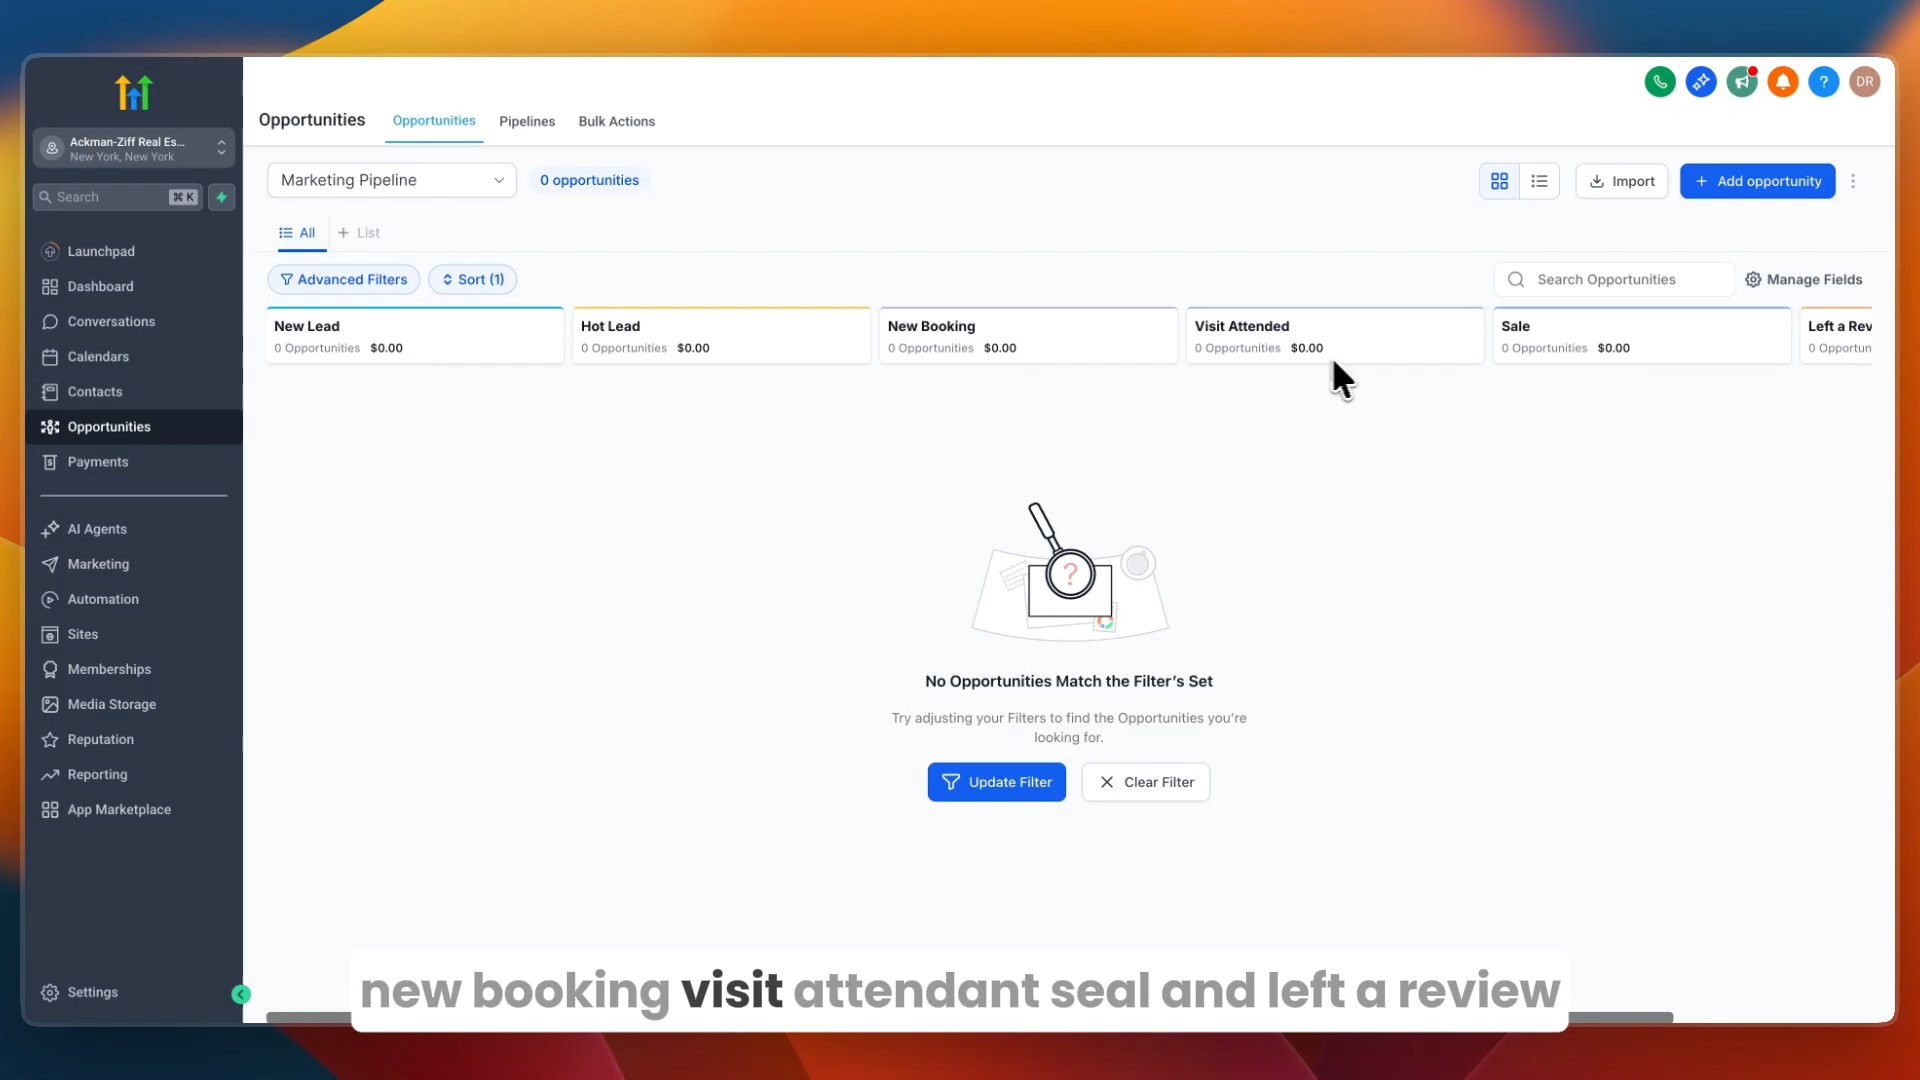 Ackman-Ziff Real Es...
New York, New York
Search
⌘ K
Launchpad
Dashboard
Conversations
Calendars
Contacts
Opportunities
Payments
AI Agents
Marketing
Automation
Sites
Memberships
Media Storage
Reputation
Reporting
App Marketplace
Settings
Opportunities
Opportunities
Pipelines
Bulk Actions
?
DR
Marketing Pipeline
0 opportunities
Import
+ Add opportunity
All
+ List
Advanced Filters
Sort (1)
Search Opportunities
Manage Fields
New Lead
0 Opportunities $0.00
Hot Lead
0 Opportunities $0.00
New Booking
0 Opportunities $0.00
Visit Attended
0 Opportunities $0.00
Sale
0 Opportunities $0.00
Left a Rev
0 Opportun
?
No Opportunities Match the Filter's Set
Try adjusting your Filters to find the Opportunities you're
looking for.
Update Filter
Clear Filter
new booking visit attendant seal and left a review